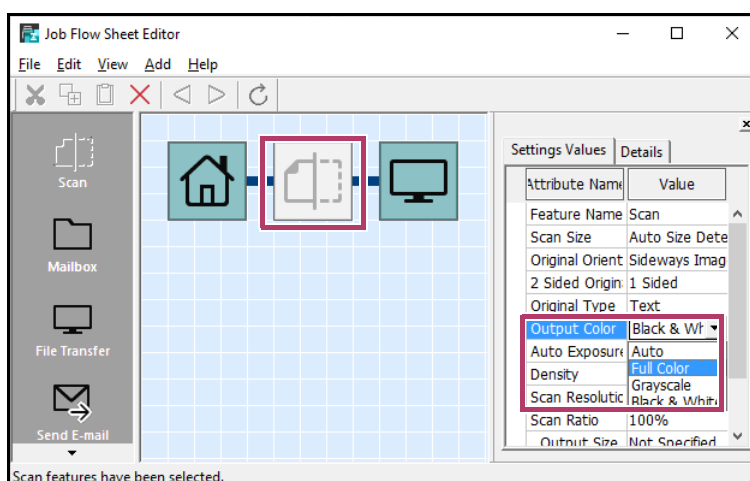 Job Flow Sheet Editor
File Edit View Add Help
Scan
Mailbox
File Transfer
Send E-mail
Settings Values Details
Attribute Name Value
Feature Name Scan
Scan Size Auto Size Dete
Original Orient Sideways Imag
2 Sided Origin 1 Sided
Original Type Text
Output Color Black & Wh
Auto Exposure Auto
Full Color
Density Grayscale
Scan Resolutic Black & White
Scan Ratio 100%
Output Size Not Specified
Scan features have been selected.